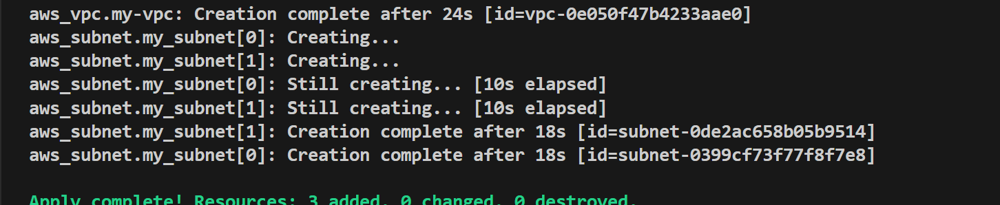 aws_vpc.my-vpc: Creation complete after 24s [id=vpc-0e050f47b4233aae0]
aws_subnet.my_subnet[0]: Creating...
aws_subnet.my_subnet[1]: Creating...
aws_subnet.my_subnet[0]: Still creating... [10s elapsed]
aws_subnet.my_subnet[1]: Still creating... [10s elapsed]
aws_subnet.my_subnet[1]: Creation complete after 18s [id=subnet-0de2ac658b05b9514]
aws_subnet.my_subnet[0]: Creation complete after 18s [id=subnet-0399cf73f77f8f7e8]
Apply complete! Resources: 3 added, 0 changed, 0 destroyed.